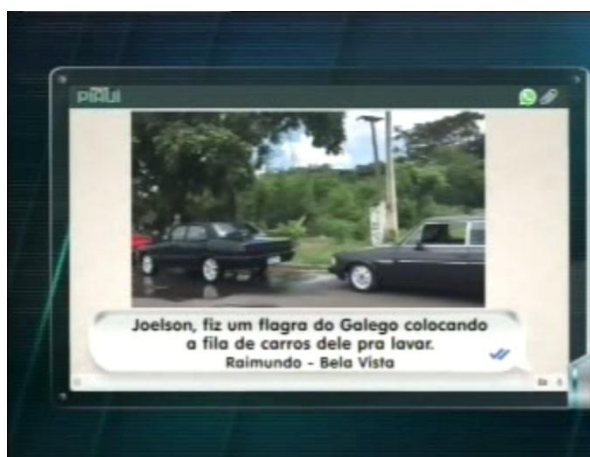 PIAUÍ
Joelson, fiz um flagra do Galego colocando
a fila de carros dele pra lavar.
Raimundo - Bela Vista